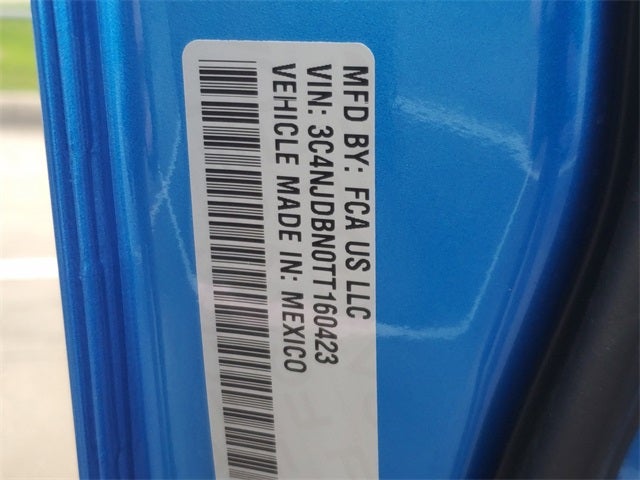 MFD BY: FCA US LLC
VIN: 3C4NJDBN0TT160423
VEHICLE MADE IN: MEXICO